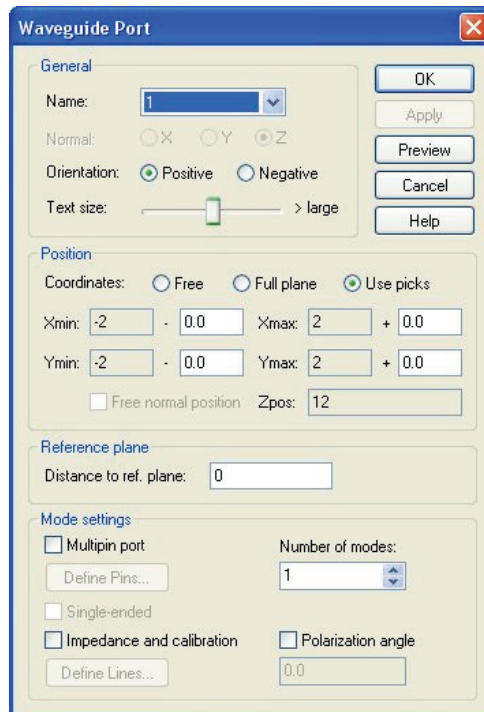 Waveguide Port
General
Name: 1
Normal: X Y Z
Orientation: Positive Negative
Text size: > large
OK
Apply
Preview
Cancel
Help
Position
Coordinates: Free Full plane Use picks
Xmin: -2 - 0.0 Xmax: 2 + 0.0
Ymin: -2 - 0.0 Ymax: 2 + 0.0
Free normal position Zpos: 12
Reference plane
Distance to ref. plane: 0
Mode settings
Multipin port Number of modes:
Define Pins... 1
Single-ended
Impedance and calibration Polarization angle
Define Lines... 0.0